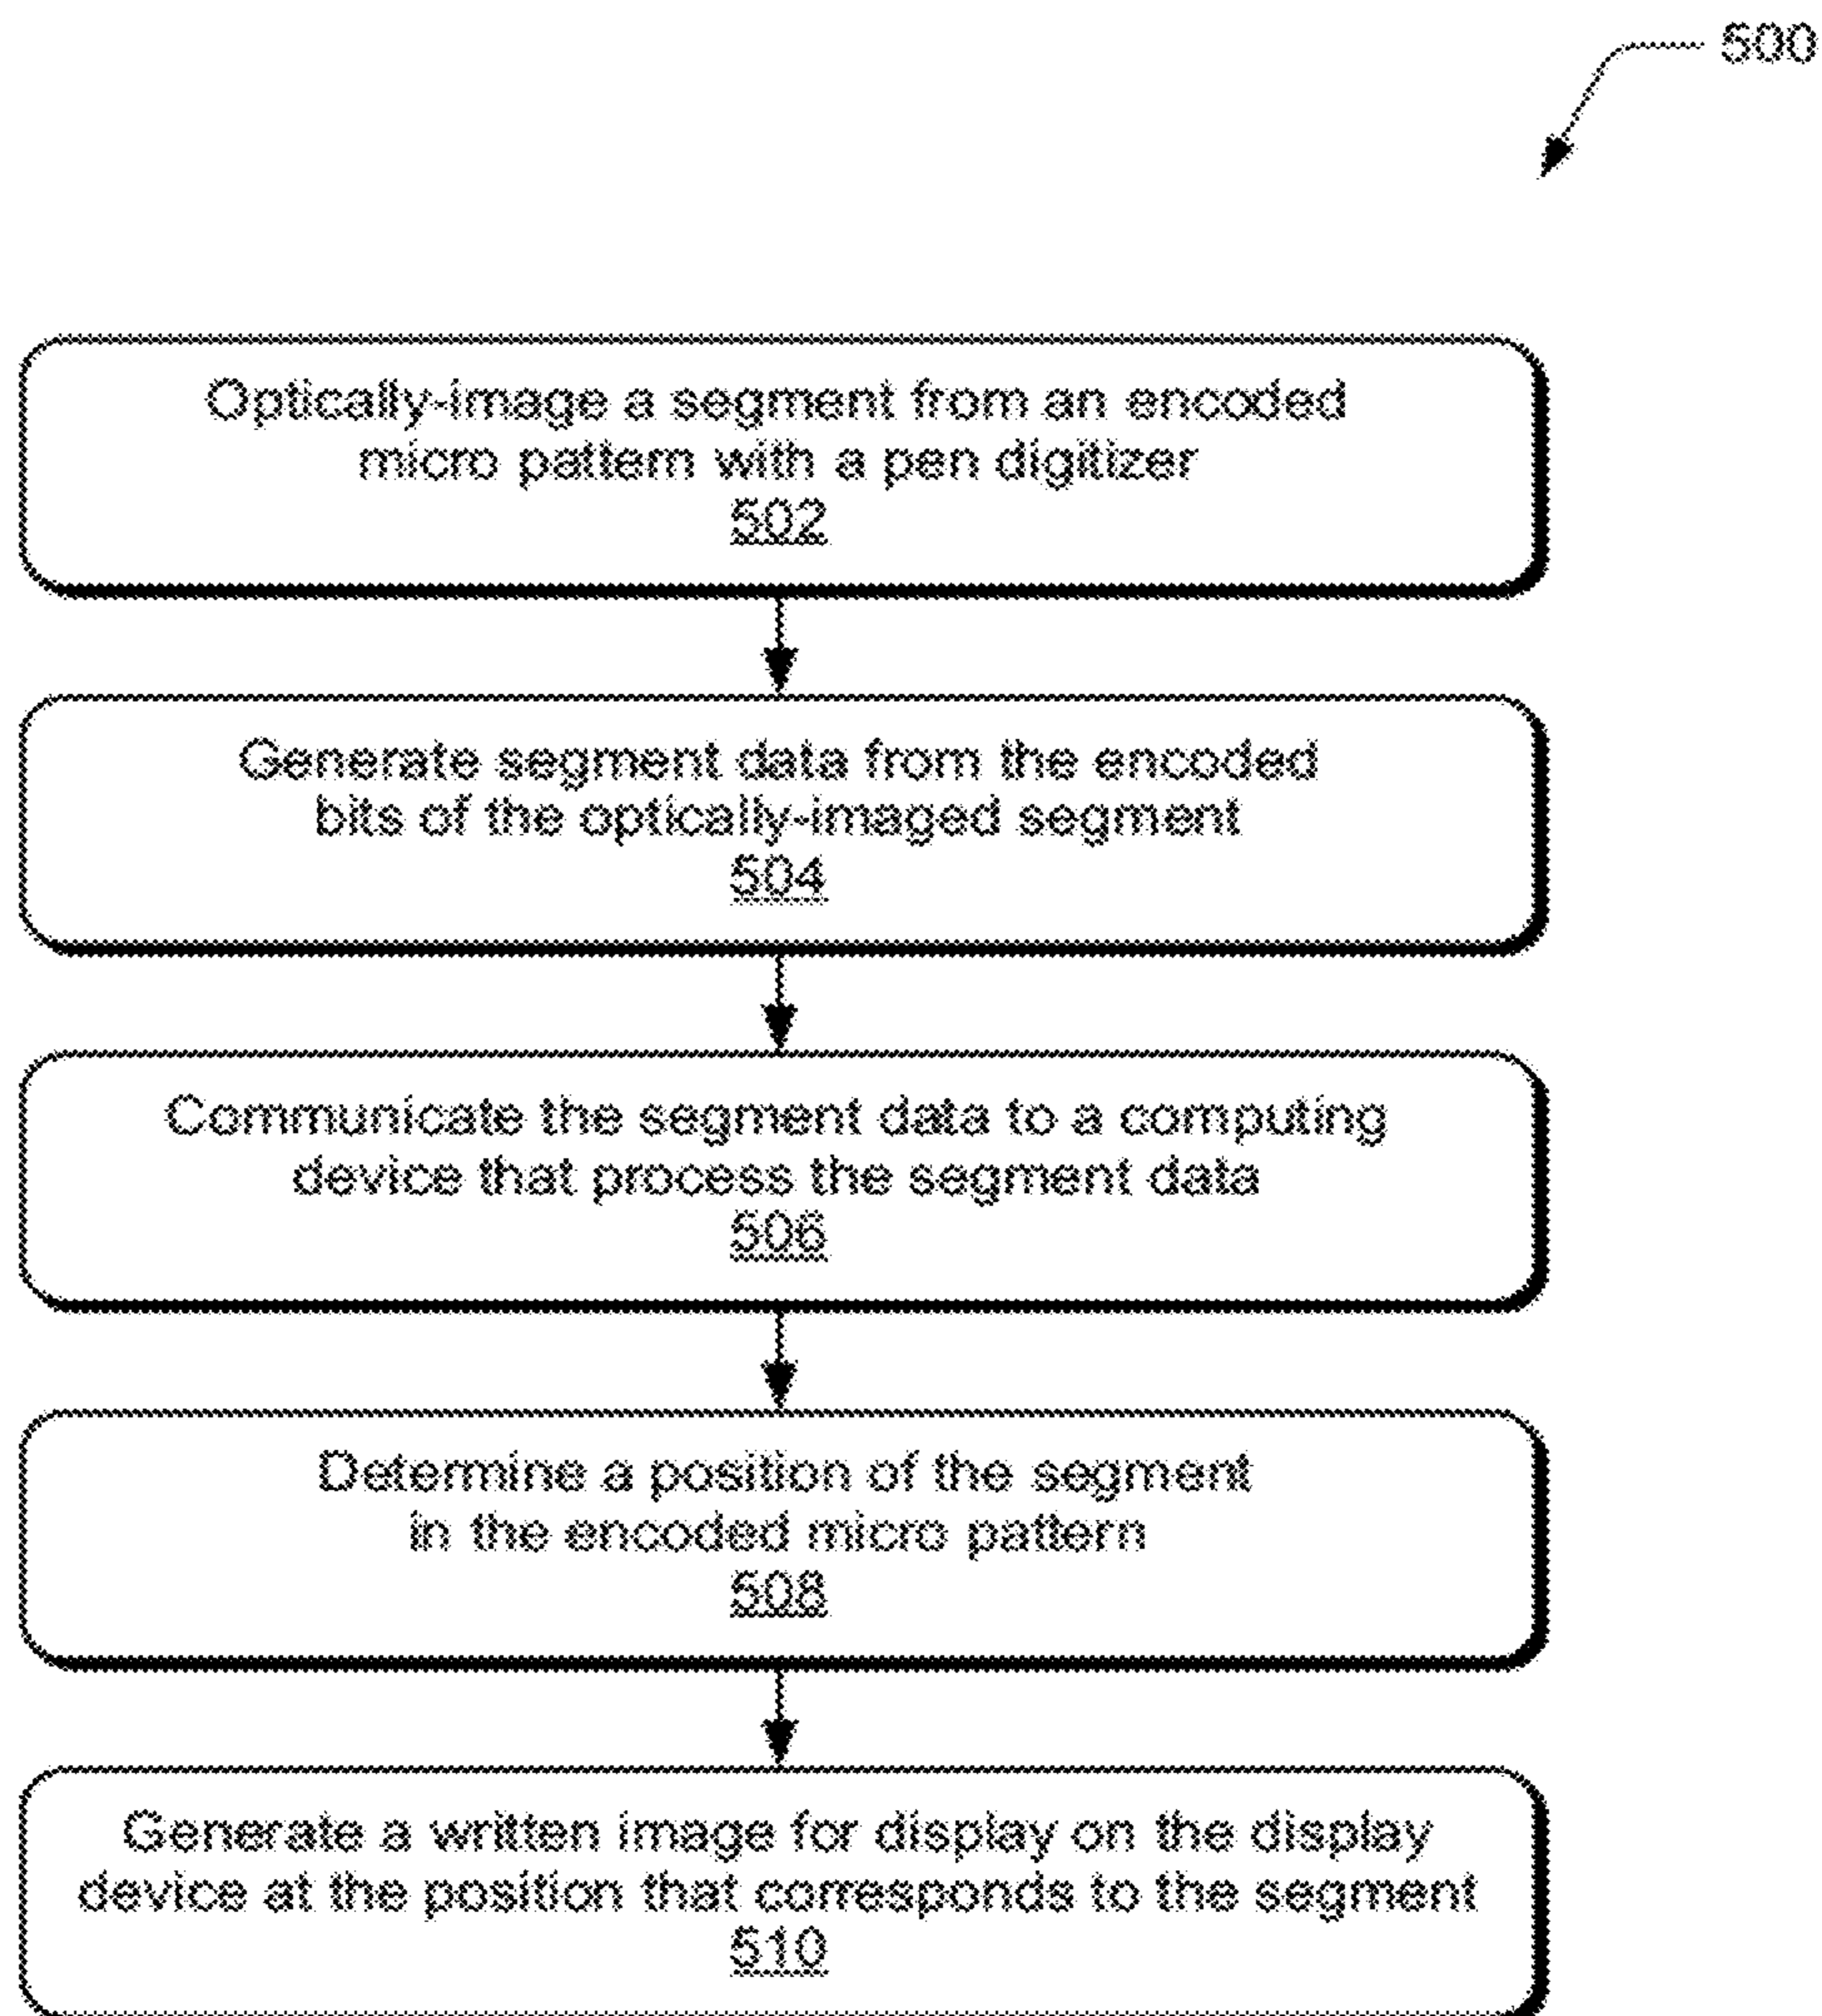 500
Optically-image a segment from an encoded
micro pattern with a pen digitizer
502
Generate segment data from the encoded
bits of the optically-imaged segment
504
Communicate the segment data to a computing
device that process the segment data
506
Determine a position of the segment
in the encoded micro pattern
508
Generate a written image for display on the display
device at the position that corresponds to the segment
510